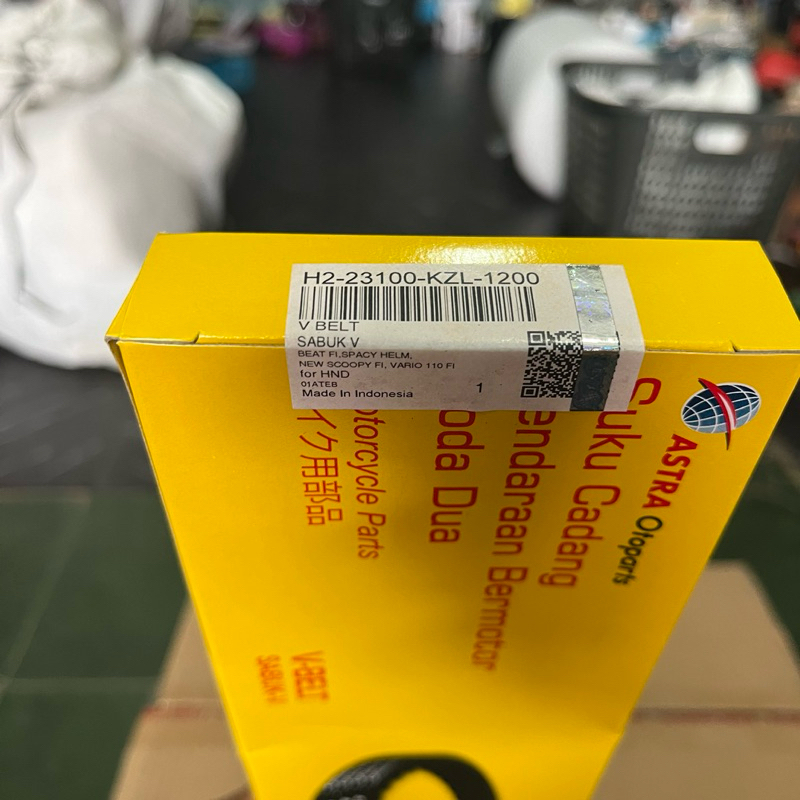 H2-23100-KZL-1200
V BELT
SABUK V
BEAT FI,SPACY HELM,
NEW SCOOPY FI, VARIO 110 FI
for HND
01ATEB
Made In Indonesia
1
ASTRA Otoparts
Suku Cadang
endaraan Bermotor
oda Dua
otorcycle Parts
イク用部品
V-BELT
SABUK-V